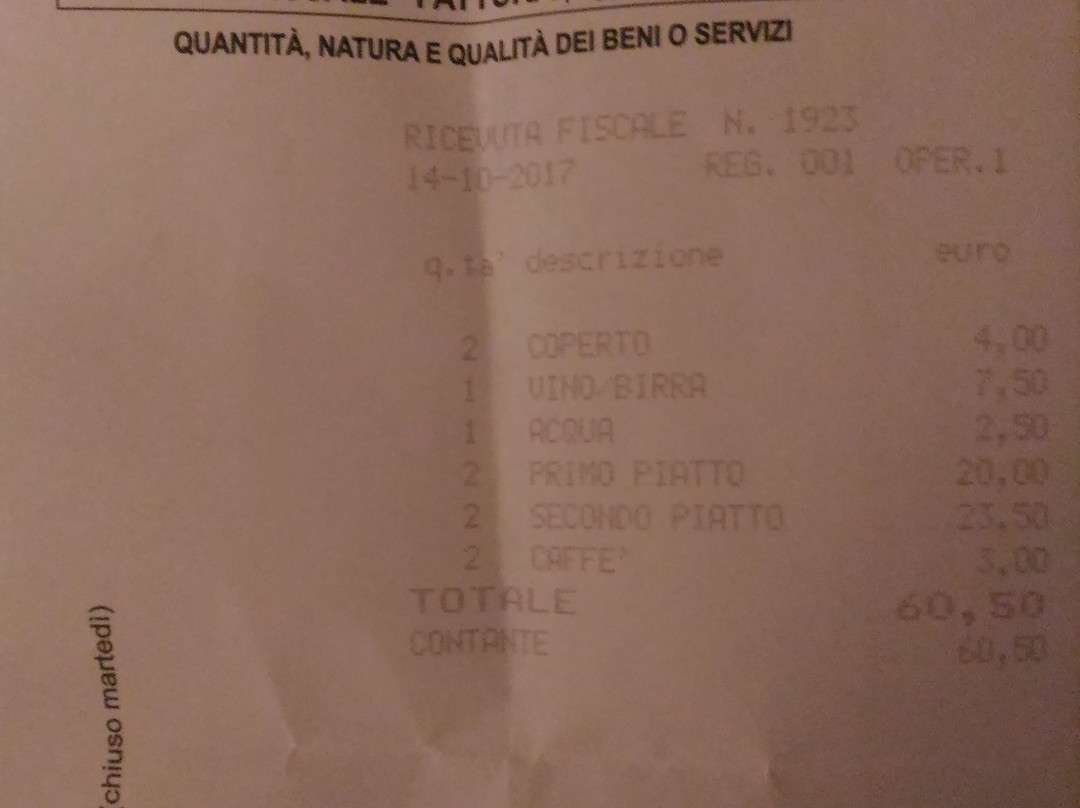 QUANTITÀ, NATURA E QUALITÀ DEI BENI O SERVIZI
RICEVUTA FISCALE N. 1923
14-10-2017 REG. 001 OPER.1
q.ta' descrizione euro
2 COPERTO 4,00
1 VINO/BIRRA 7,50
1 ACQUA 2,50
2 PRIMO PIATTO 20,00
2 SECONDO PIATTO 23,50
2 CAFFE' 3,00
TOTALE 60,50
CONTANTE 60,50
(chiuso martedì)